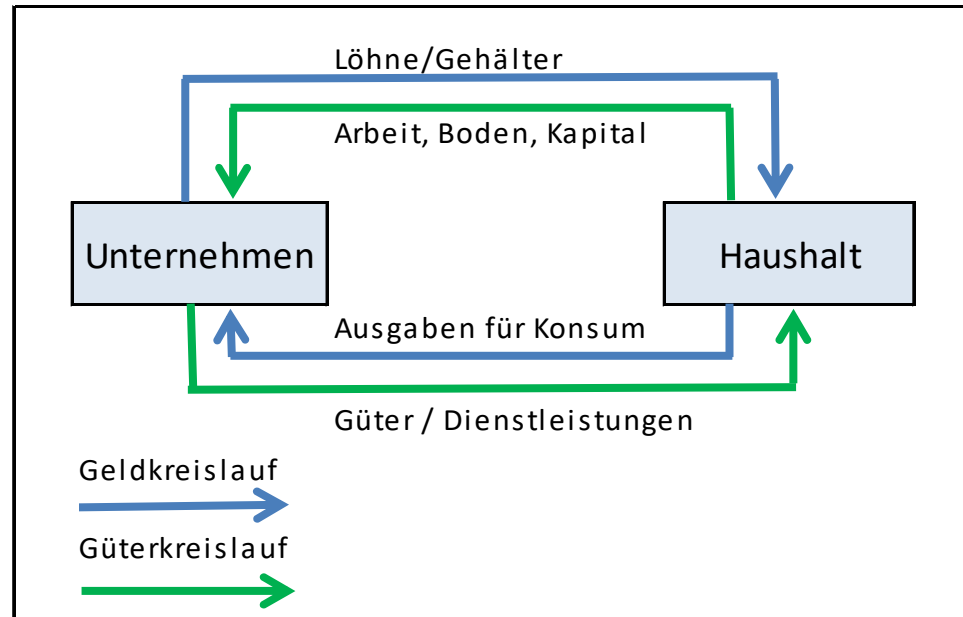 Löhne/Gehälter
Arbeit, Boden, Kapital
Unternehmen
Haushalt
Ausgaben für Konsum
Güter / Dienstleistungen
Geldkreislauf
Güterkreislauf